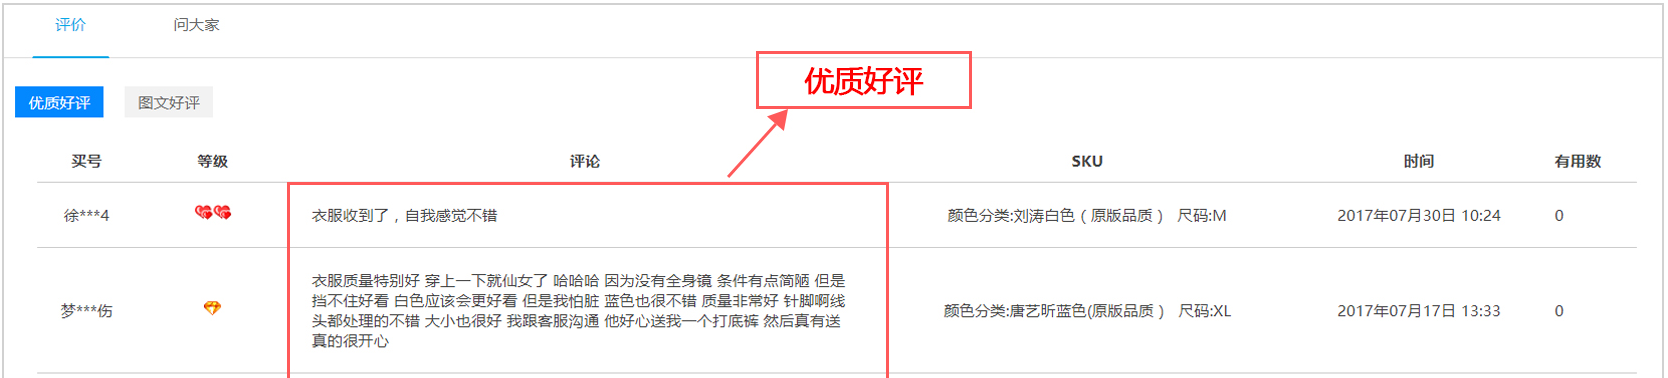 评价 问大家
优质好评
优质好评 图文好评
买号 等级 评论 SKU 时间 有用数
徐***4 衣服收到了，自我感觉不错 颜色分类:刘涛白色（原版品质） 尺码:M 2017年07月30日 10:24 0
衣服质量特别好 穿上一下就仙女了 哈哈哈 因为没有全身镜 条件有点简陋 但是
挡不住好看 白色应该会更好看 但是我怕脏 蓝色也很不错 质量非常好 针脚啊线
梦***伤 颜色分类:唐艺昕蓝色(原版品质） 尺码:XL 2017年07月17日 13:33 0
头都处理的不错 大小也很好 我跟客服沟通 他好心送我一个打底裤 然后真有送
真的很开心